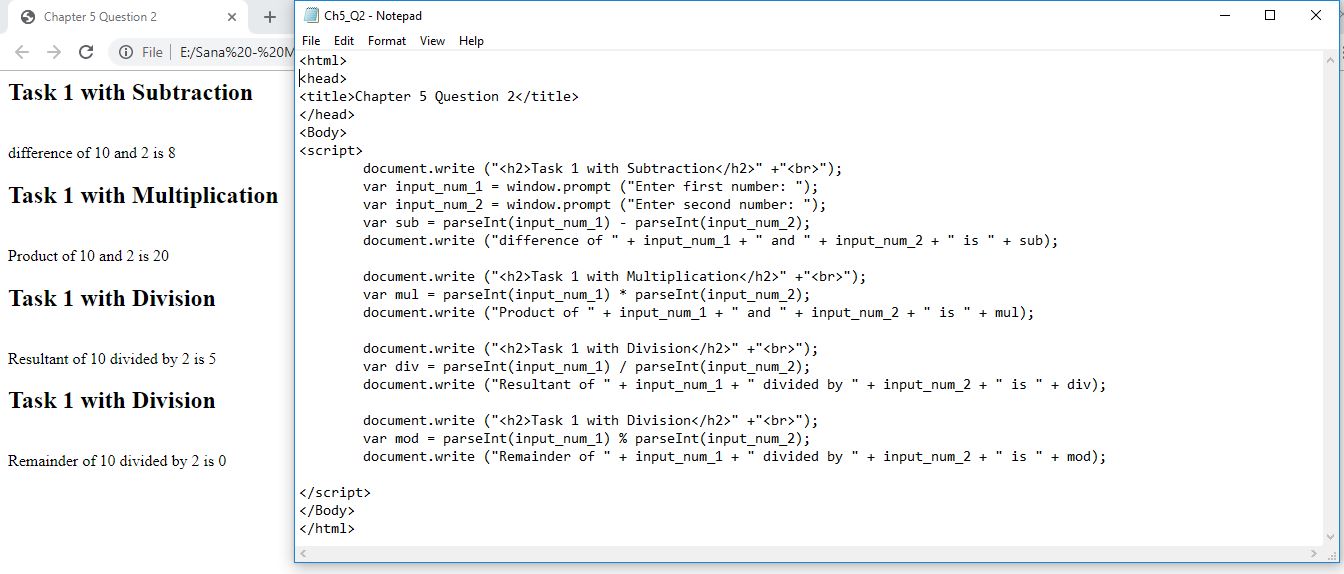 Chapter 5 Question 2
File E:/Sana%20-%20M
Task 1 with Subtraction
difference of 10 and 2 is 8
Task 1 with Multiplication
Product of 10 and 2 is 20
Task 1 with Division
Resultant of 10 divided by 2 is 5
Task 1 with Division
Remainder of 10 divided by 2 is 0
Ch5_Q2 - Notepad
File Edit Format View Help
<html>
<head>
<title>Chapter 5 Question 2</title>
</head>
<Body>
<script>
document.write ("<h2>Task 1 with Subtraction</h2>" +"<br>");
var input_num_1 = window.prompt ("Enter first number: ");
var input_num_2 = window.prompt ("Enter second number: ");
var sub = parseInt(input_num_1) - parseInt(input_num_2);
document.write ("difference of " + input_num_1 + " and " + input_num_2 + " is " + sub);
document.write ("<h2>Task 1 with Multiplication</h2>" +"<br>");
var mul = parseInt(input_num_1) * parseInt(input_num_2);
document.write ("Product of " + input_num_1 + " and " + input_num_2 + " is " + mul);
document.write ("<h2>Task 1 with Division</h2>" +"<br>");
var div = parseInt(input_num_1) / parseInt(input_num_2);
document.write ("Resultant of " + input_num_1 + " divided by " + input_num_2 + " is " + div);
document.write ("<h2>Task 1 with Division</h2>" +"<br>");
var mod = parseInt(input_num_1) % parseInt(input_num_2);
document.write ("Remainder of " + input_num_1 + " divided by " + input_num_2 + " is " + mod);
</script>
</Body>
</html>